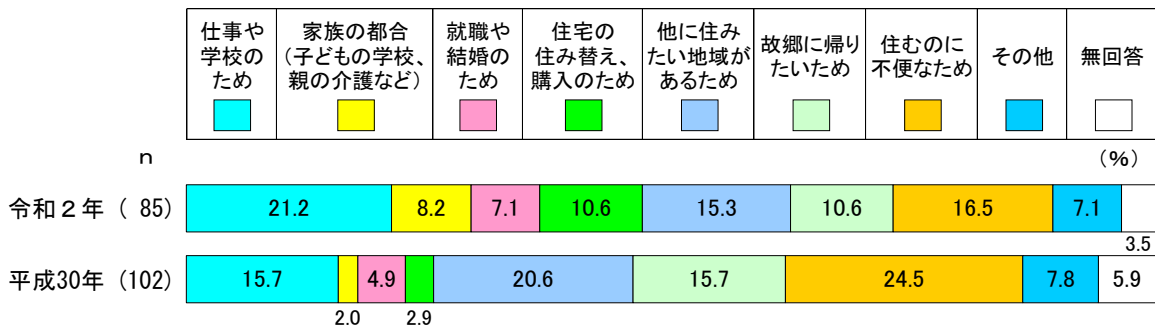 仕事や
学校の
ため
家族の都合
(子どもの学校、
親の介護など)
就職や
結婚の
ため
住宅の
住み替え、
購入のため
他に住み
たい地域が
あるため
故郷に帰り
たいため
住むのに
不便なため
その他
無回答
n
(%)
令和2年 ( 85)
21.2
8.2
7.1
10.6
15.3
10.6
16.5
7.1
3.5
平成30年 (102)
15.7
2.0
4.9
2.9
20.6
15.7
24.5
7.8
5.9